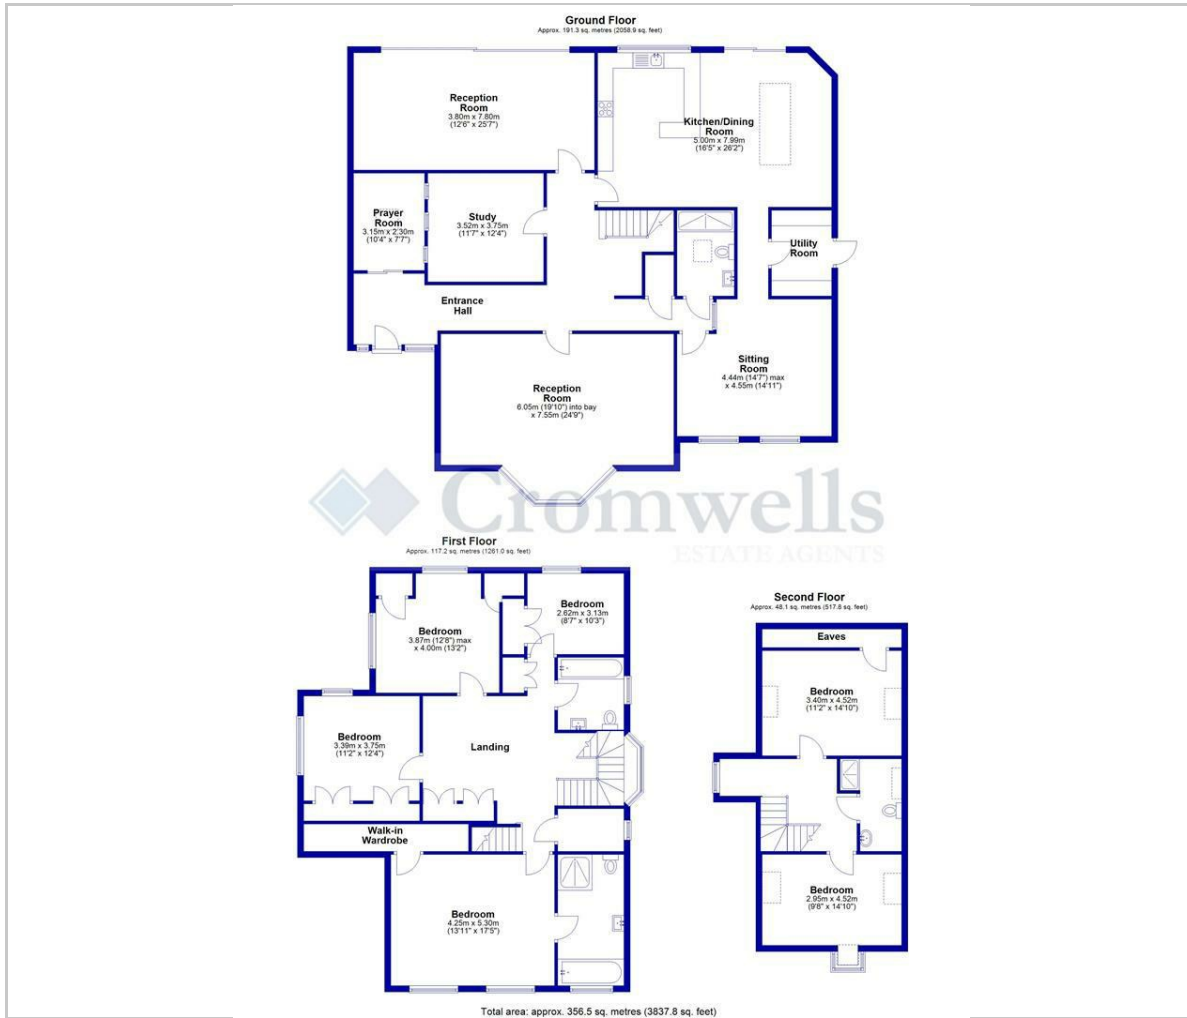 Ground Floor
Approx. 191.3 sq. metres (2058.9 sq. feet)
Reception
Room
3.80m x 7.80m
(12'6" x 25'7")
Kitchen/Dining
Room
5.00m x 7.99m
(16'5" x 26'2")
Prayer
Room
3.15m x 2.30m
(10'4" x 7'7")
Study
3.52m x 3.75m
(11'7" x 12'4")
Utility
Room
Entrance
Hall
Sitting
Room
4.44m (14'7") max
x 4.55m (14'11")
Reception
Room
6.05m (19'10") into bay
x 7.55m (24'9")
Cromwells
ESTATE AGENTS
First Floor
Approx. 117.2 sq. metres (1261.0 sq. feet)
Bedroom
2.62m x 3.13m
(8'7" x 10'3")
Bedroom
3.87m (12'8") max
x 4.00m (13'2")
Bedroom
3.39m x 3.75m
(11'2" x 12'4")
Landing
Walk-in
Wardrobe
Bedroom
4.25m x 5.30m
(13'11" x 17'5")
Second Floor
Approx. 48.1 sq. metres (517.8 sq. feet)
Eaves
Bedroom
3.40m x 4.52m
(11'2" x 14'10")
Bedroom
2.95m x 4.52m
(9'8" x 14'10")
Total area: approx. 356.5 sq. metres (3837.8 sq. feet)